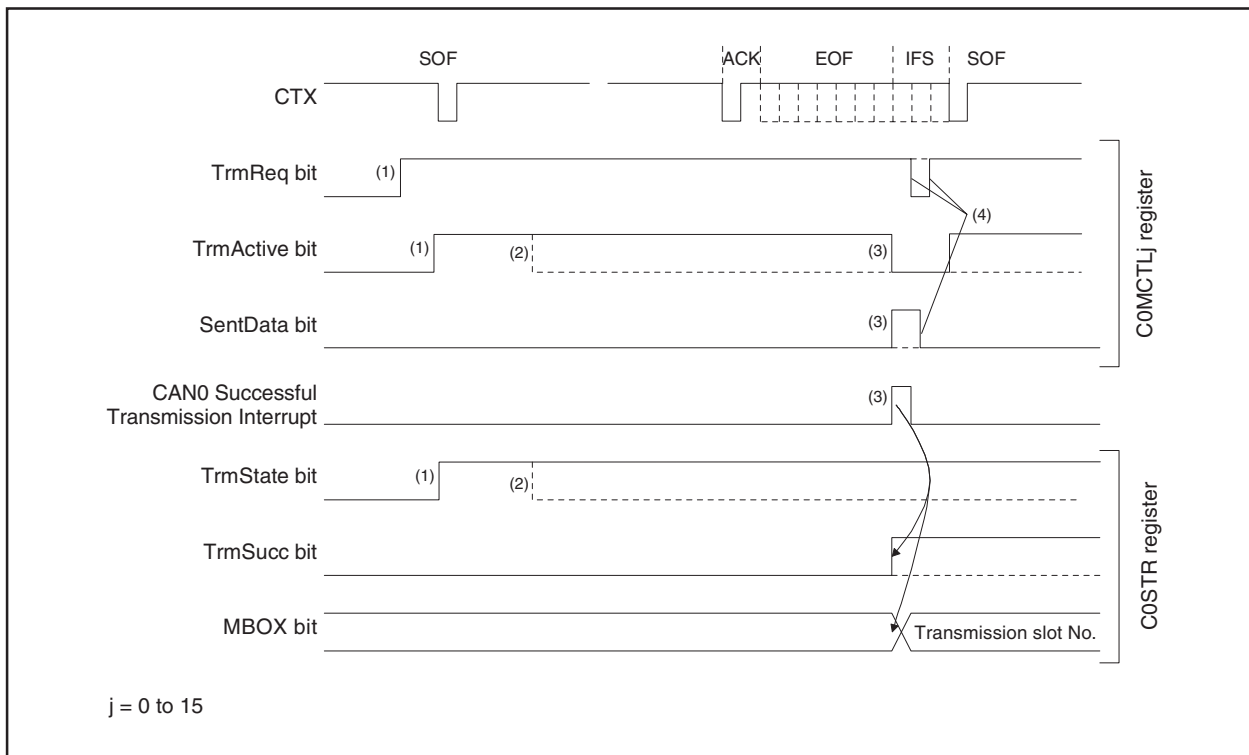 SOF ACK EOF IFS SOF
CTX
TrmReq bit (1)
(4)
TrmActive bit (1) (2) (3)
SentData bit (3)
CAN0 Successful
Transmission Interrupt (3)
C0MCTLj register
TrmState bit (1) (2)
TrmSucc bit
MBOX bit Transmission slot No.
C0STR register
j = 0 to 15